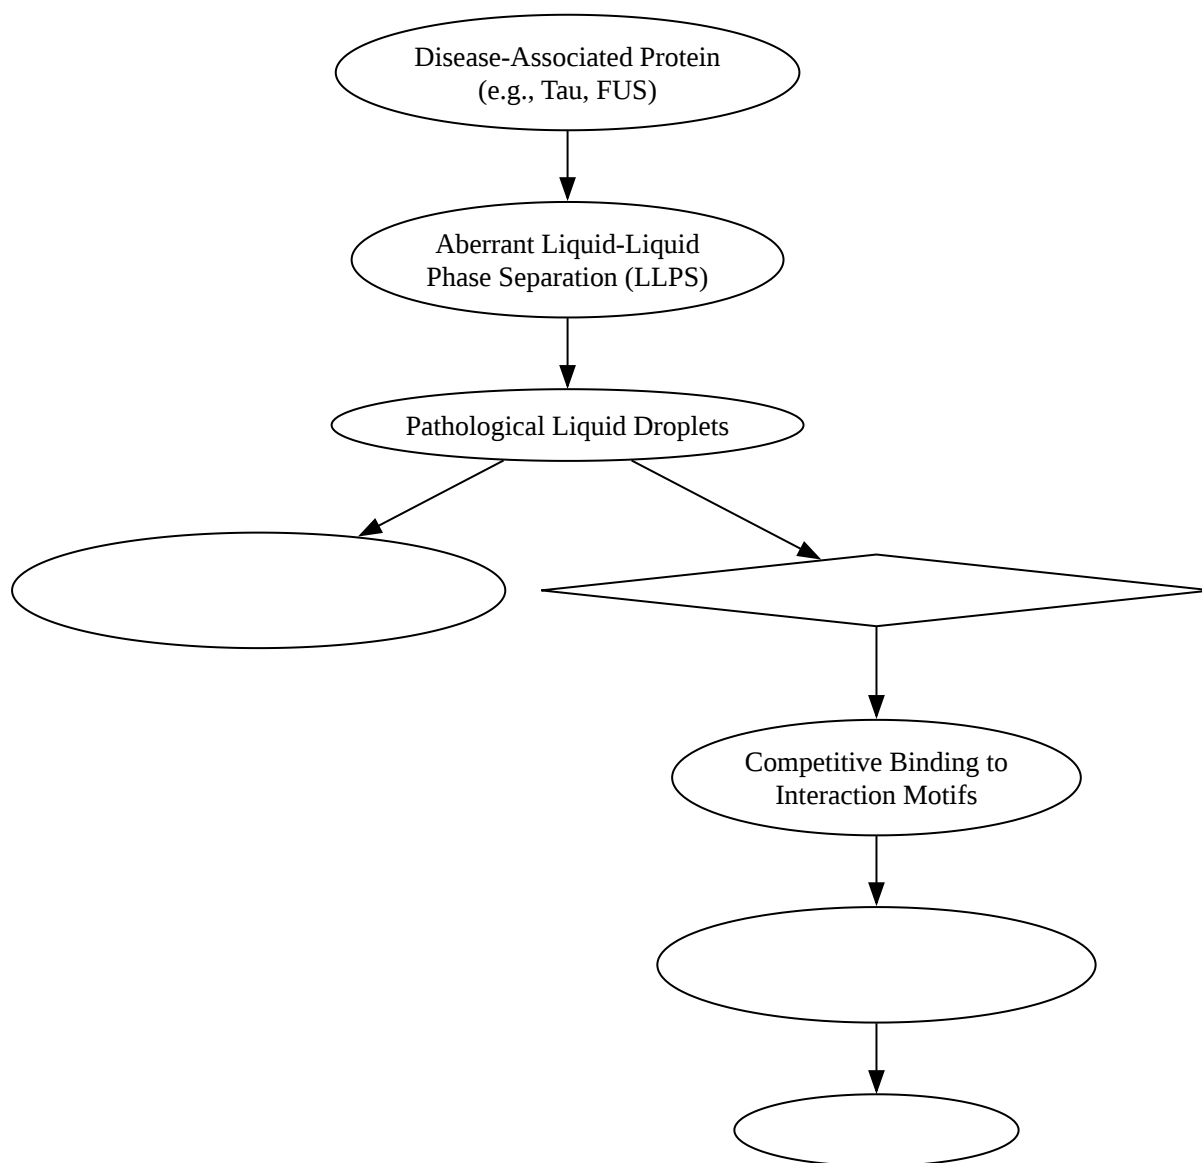 Disease-Associated Protein
(e.g., Tau, FUS)
Aberrant Liquid-Liquid
Phase Separation (LLPS)
Pathological Liquid Droplets
Competitive Binding to
Interaction Motifs